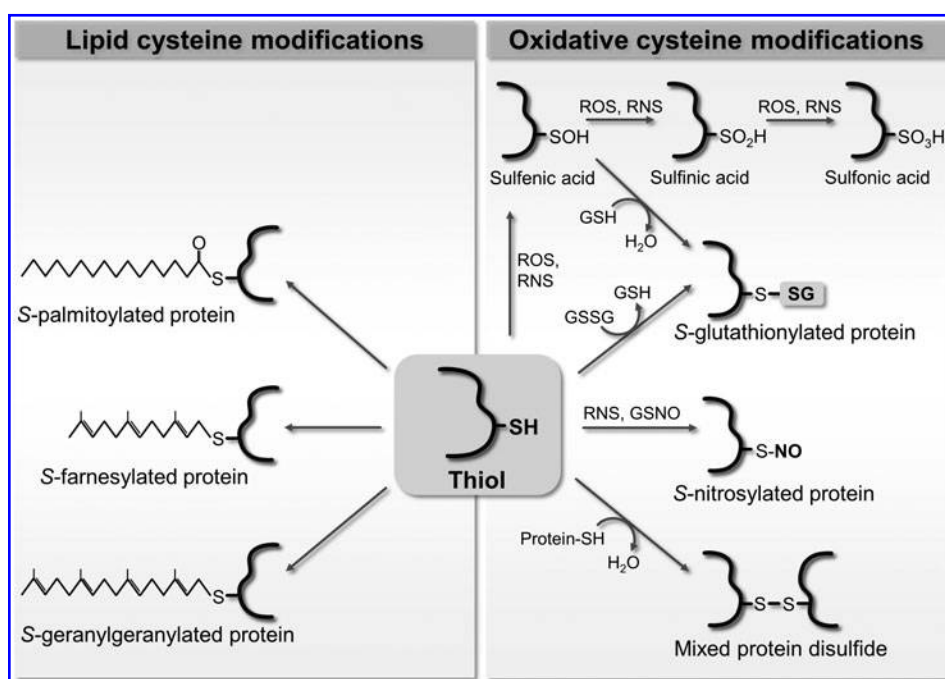 Lipid cysteine modifications
S-palmitoylated protein
O
S
S-farnesylated protein
S
S-geranylgeranylated protein
S
Thiol
SH
Oxidative cysteine modifications
SOH
Sulfenic acid
ROS, RNS
SO2H
Sulfinic acid
ROS, RNS
SO3H
Sulfonic acid
ROS,
RNS
GSH
H2O
GSSG
GSH
S
SG
S-glutathionylated protein
RNS, GSNO
S-NO
S-nitrosylated protein
Protein-SH
H2O
S-S
Mixed protein disulfide